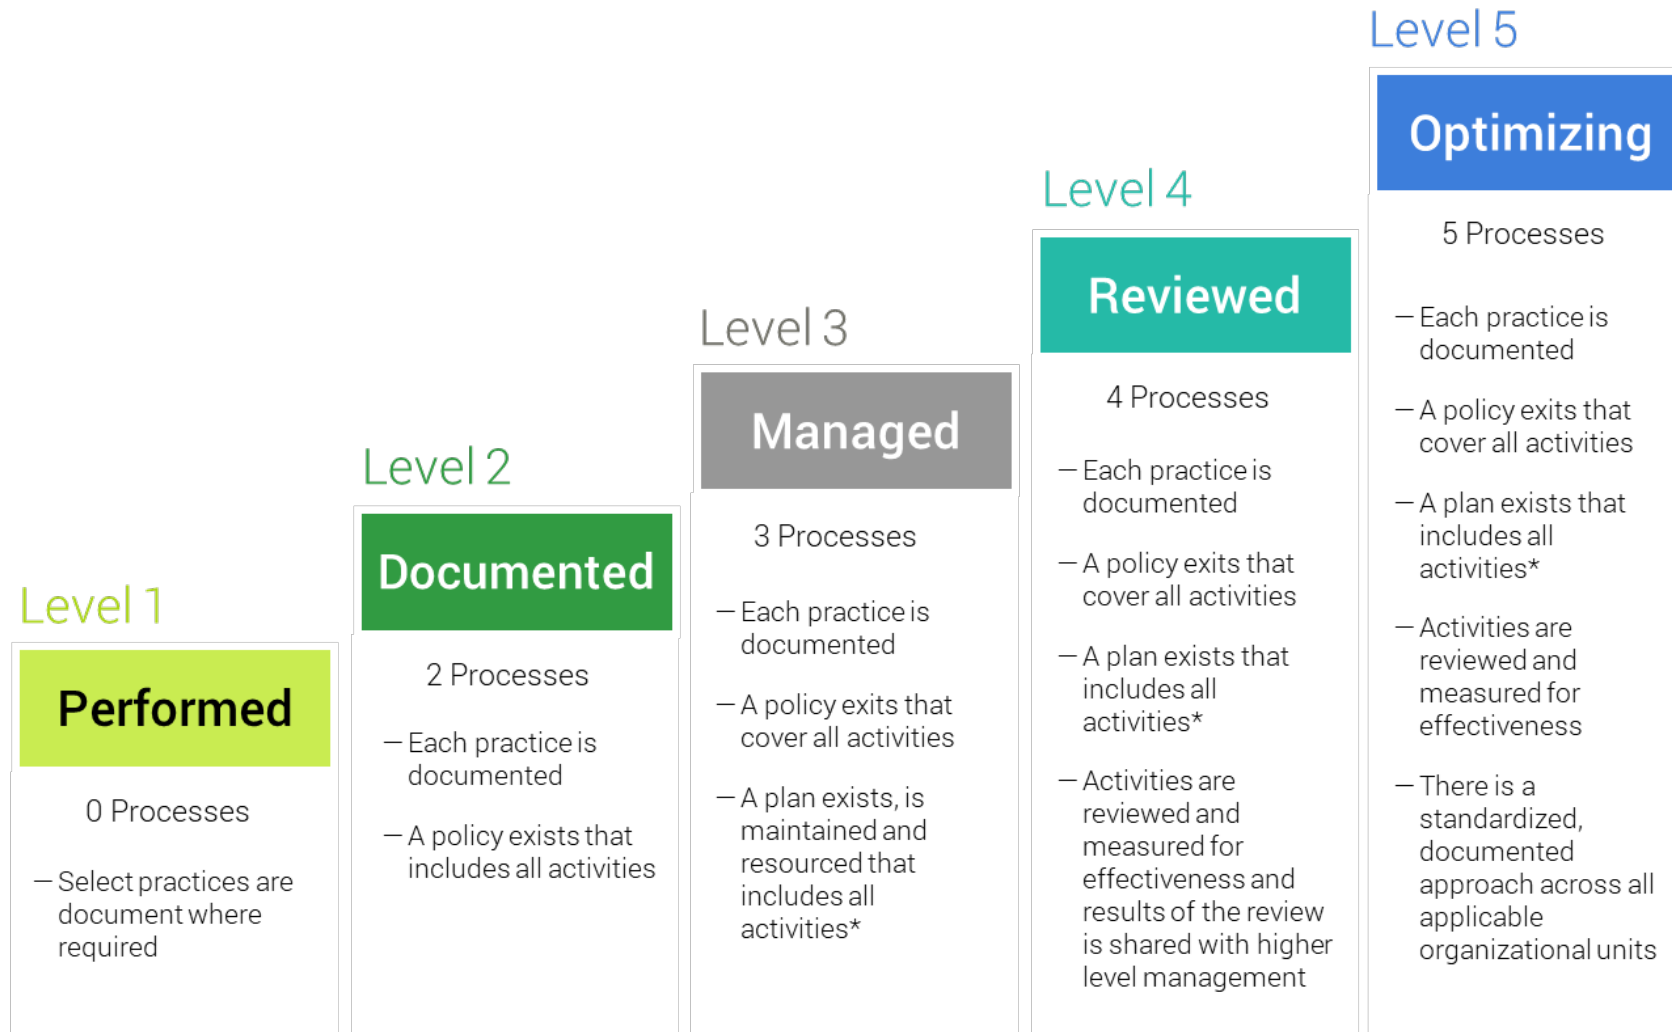 Level 1
Performed
0 Processes
— Select practices are
document where
required
Level 2
Documented
2 Processes
— Each practice is
documented
— A policy exists that
includes all activities
Level 3
Managed
3 Processes
— Each practice is
documented
— A policy exits that
cover all activities
— A plan exists, is
maintained and
resourced that
includes all
activities*
Level 4
Reviewed
4 Processes
— Each practice is
documented
— A policy exits that
cover all activities
— A plan exists that
includes all
activities*
— Activities are
reviewed and
measured for
effectiveness and
results of the review
is shared with higher
level management
Level 5
Optimizing
5 Processes
— Each practice is
documented
— A policy exits that
cover all activities
— A plan exists that
includes all
activities*
— Activities are
reviewed and
measured for
effectiveness
— There is a
standardized,
documented
approach across all
applicable
organizational units